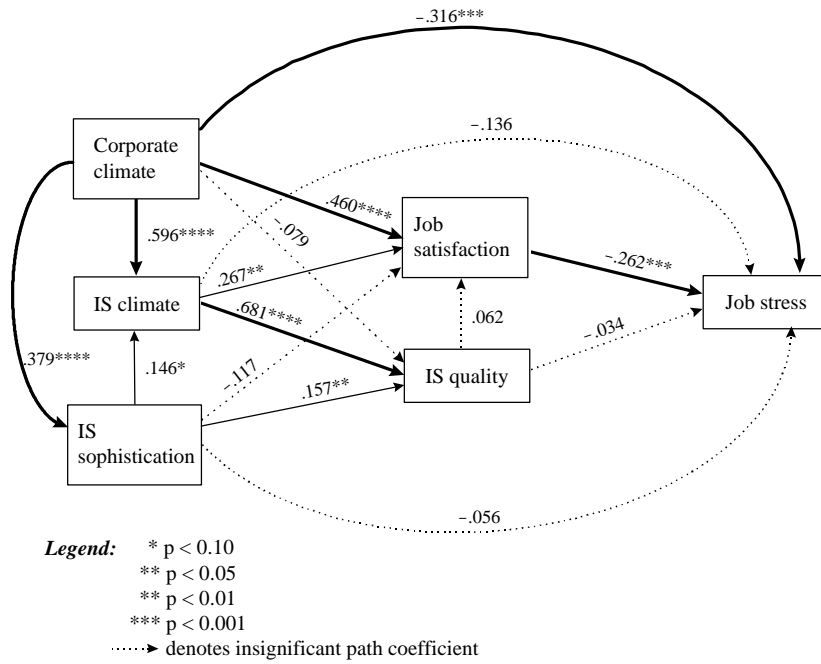 −.316***
−.136
Corporate
climate
.460****
−.079
Job
satisfaction
.596****
−.262***
.267**
IS climate
Job stress
.681****
.062
−.034
.379****
.146*
−.117
IS quality
.157**
IS
sophistication
−.056
Legend: * p < 0.10
** p < 0.05
** p < 0.01
*** p < 0.001
denotes insignificant path coefficient